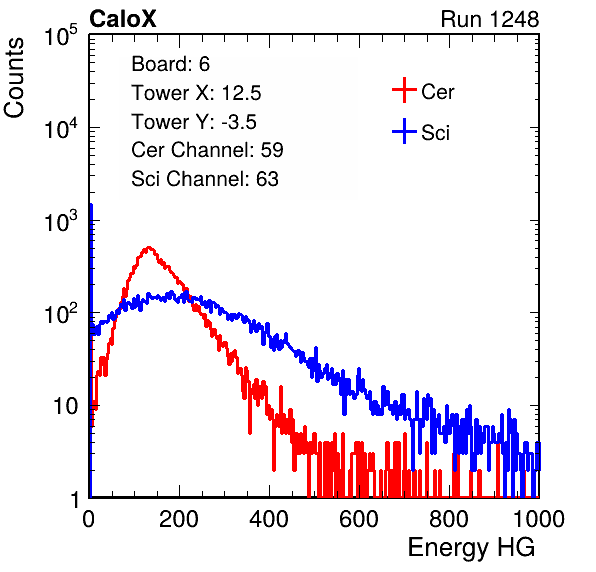 CaloX Run 1248
Counts
Board: 6
Tower X: 12.5
Tower Y: -3.5
Cer Channel: 59
Sci Channel: 63
Cer
Sci
10^5
10^4
10^3
10^2
10
1
0 200 400 600 800 1000
Energy HG